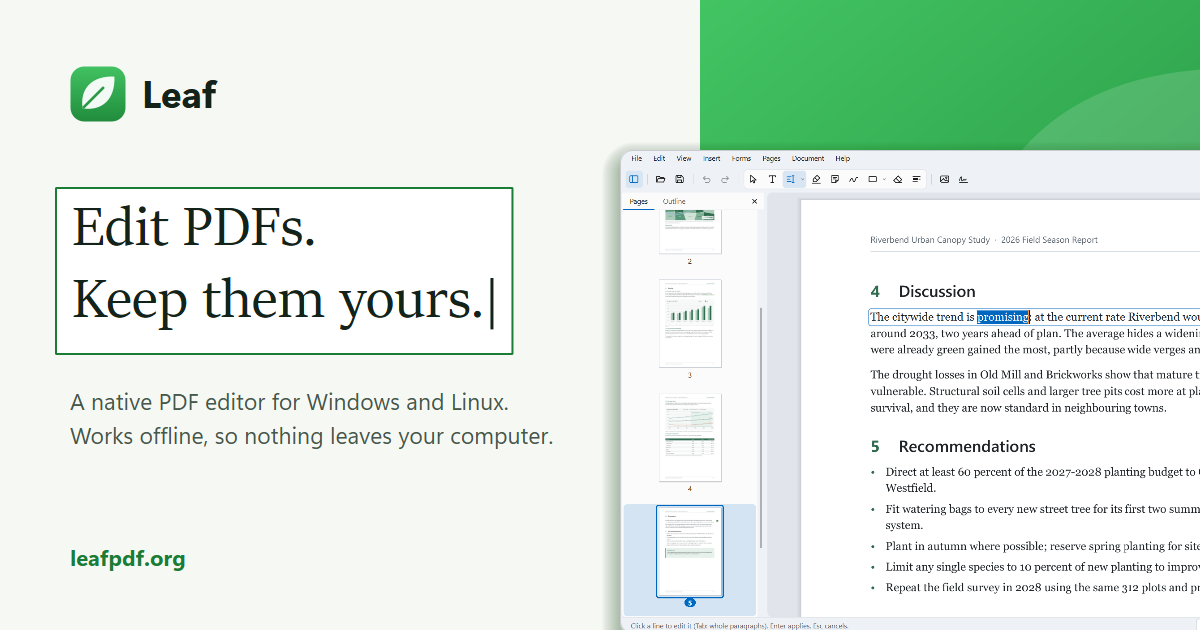 Leaf
Edit PDFs.
Keep them yours.
A native PDF editor for Windows and Linux.
Works offline, so nothing leaves your computer.
leafpdf.org
File Edit View Insert Forms Pages Document Help
Pages Outline
2
3
4
5
Riverbend Urban Canopy Study · 2026 Field Season Report
4 Discussion
The citywide trend is promising; at the current rate Riverbend wou
around 2033, two years ahead of plan. The average hides a wideni
were already green gained the most, partly because wide verges an
The drought losses in Old Mill and Brickworks show that mature t
vulnerable. Structural soil cells and larger tree pits cost more at pl
survival, and they are now standard in neighbouring towns.
5 Recommendations
• Direct at least 60 percent of the 2027-2028 planting budget to
Westfield.
• Fit watering bags to every new street tree for its first two summ
system.
• Plant in autumn where possible; reserve spring planting for site
• Limit any single species to 10 percent of new planting to improv
• Repeat the field survey in 2028 using the same 312 plots and pr
Click a line to edit it (Tab: whole paragraphs). Enter applies. Esc cancels.